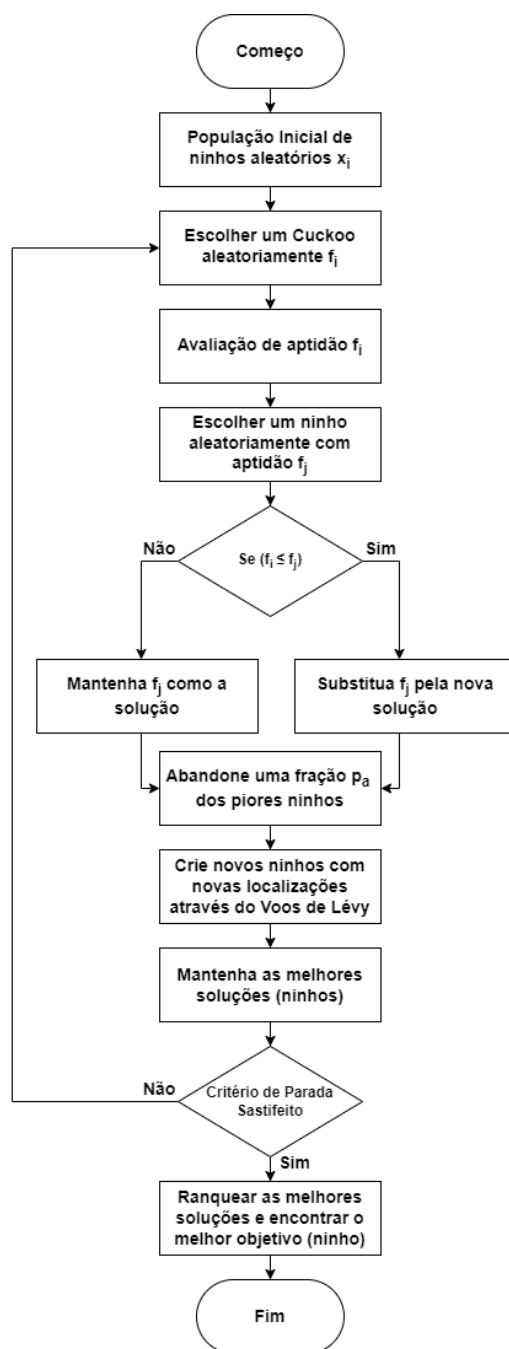 Começo
População Inicial de
ninhos aleatórios xi
Escolher um Cuckoo
aleatoriamente fi
Avaliação de aptidão fi
Escolher um ninho
aleatoriamente com
aptidão fj
Não
Se (fi ≤ fj)
Sim
Mantenha fj como a
solução
Substitua fj pela nova
solução
Abandone uma fração pa
dos piores ninhos
Crie novos ninhos com
novas localizações
através do Voos de Lévy
Mantenha as melhores
soluções (ninhos)
Não
Critério de Parada
Sastifeito
Sim
Ranquear as melhores
soluções e encontrar o
melhor objetivo (ninho)
Fim